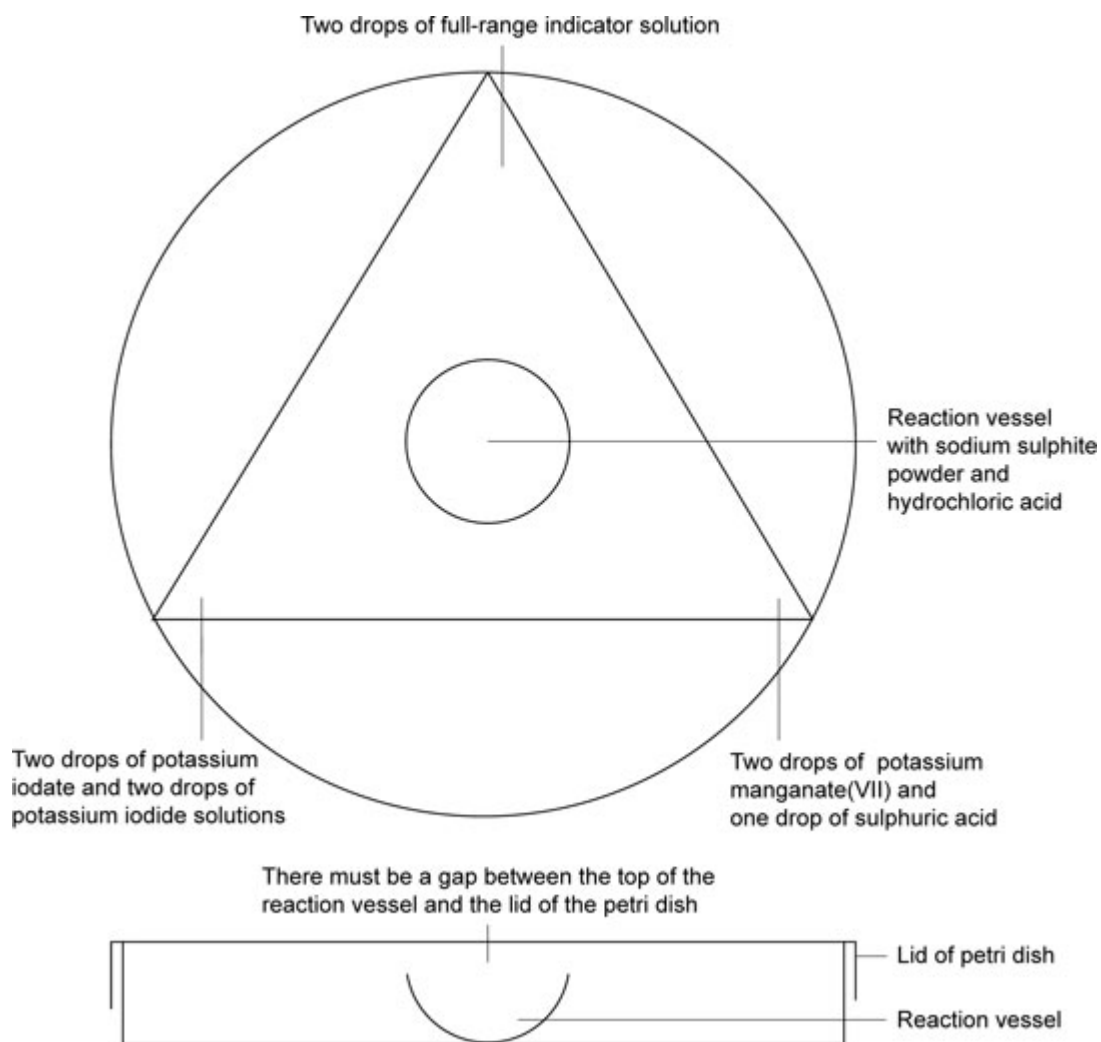 Two drops of full-range indicator solution
Reaction vessel
with sodium sulphite
powder and
hydrochloric acid
Two drops of potassium
iodate and two drops of
potassium iodide solutions
Two drops of  potassium
manganate(VII) and
one drop of sulphuric acid
There must be a gap between the top of the
reaction vessel and the lid of the petri dish
Lid of petri dish
Reaction vessel